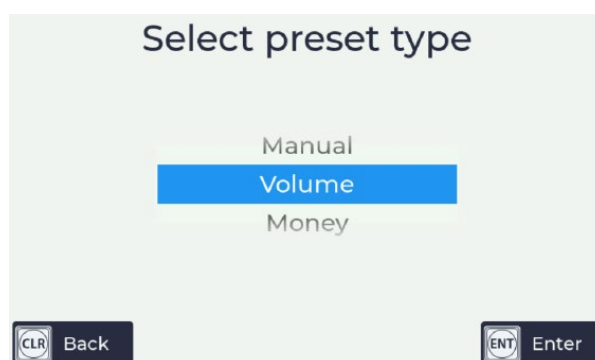 Select preset type
Manual
Volume
Money
CLR Back
ENT Enter